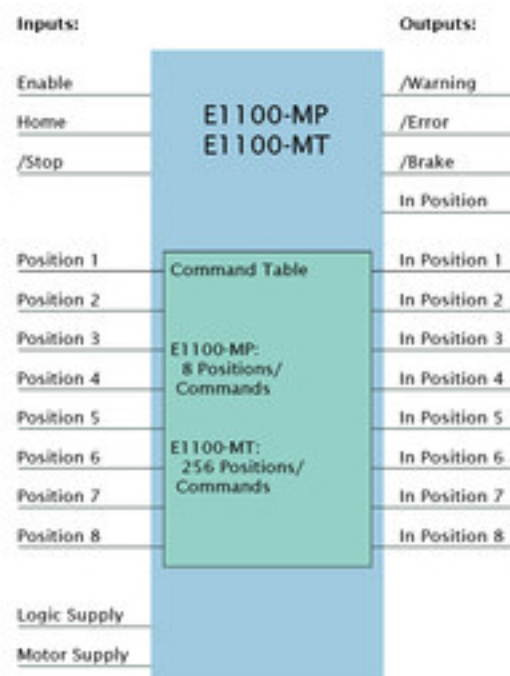 Inputs:
Outputs:
Enable
Home
/Stop
E1100-MP
E1100-MT
/Warning
/Error
/Brake
In Position
Position 1
Position 2
Position 3
Position 4
Position 5
Position 6
Position 7
Position 8
Command Table
E1100-MP:
8 Positions/
Commands
E1100-MT:
256 Positions/
Commands
In Position 1
In Position 2
In Position 3
In Position 4
In Position 5
In Position 6
In Position 7
In Position 8
Logic Supply
Motor Supply